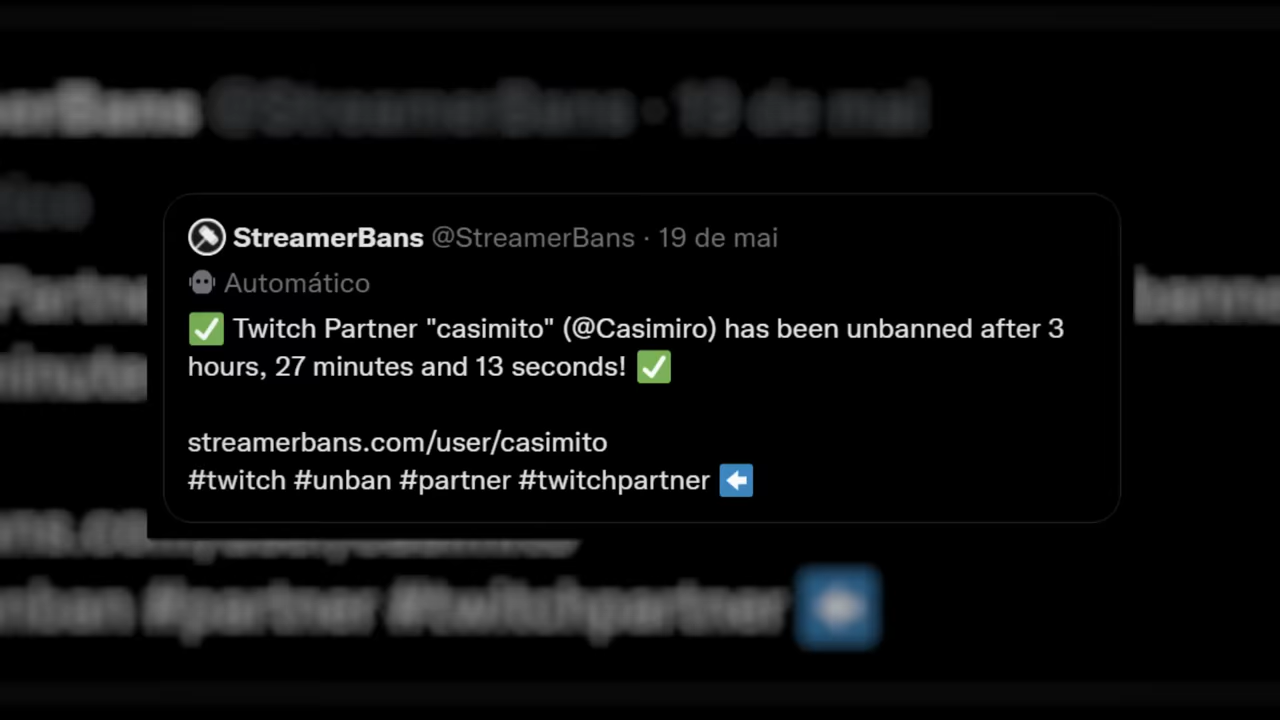 StreamerBans @StreamerBans · 19 de mai
Automático
✅ Twitch Partner "casimito" (@Casimiro) has been unbanned after 3
hours, 27 minutes and 13 seconds! ✅
streamerbans.com/user/casimito
#twitch #unban #partner #twitchpartner ⬅️